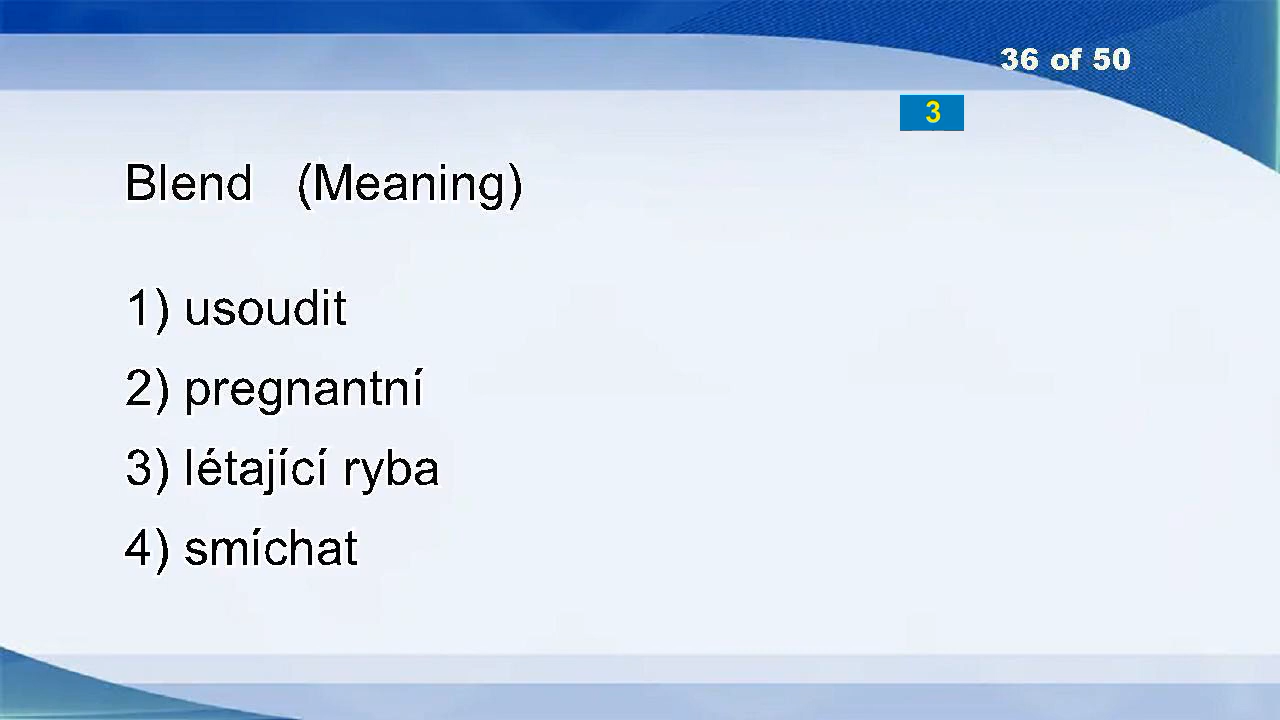 36 of 50
3
Blend (Meaning)
1) usoudit
2) pregnantní
3) létající ryba
4) smíchat